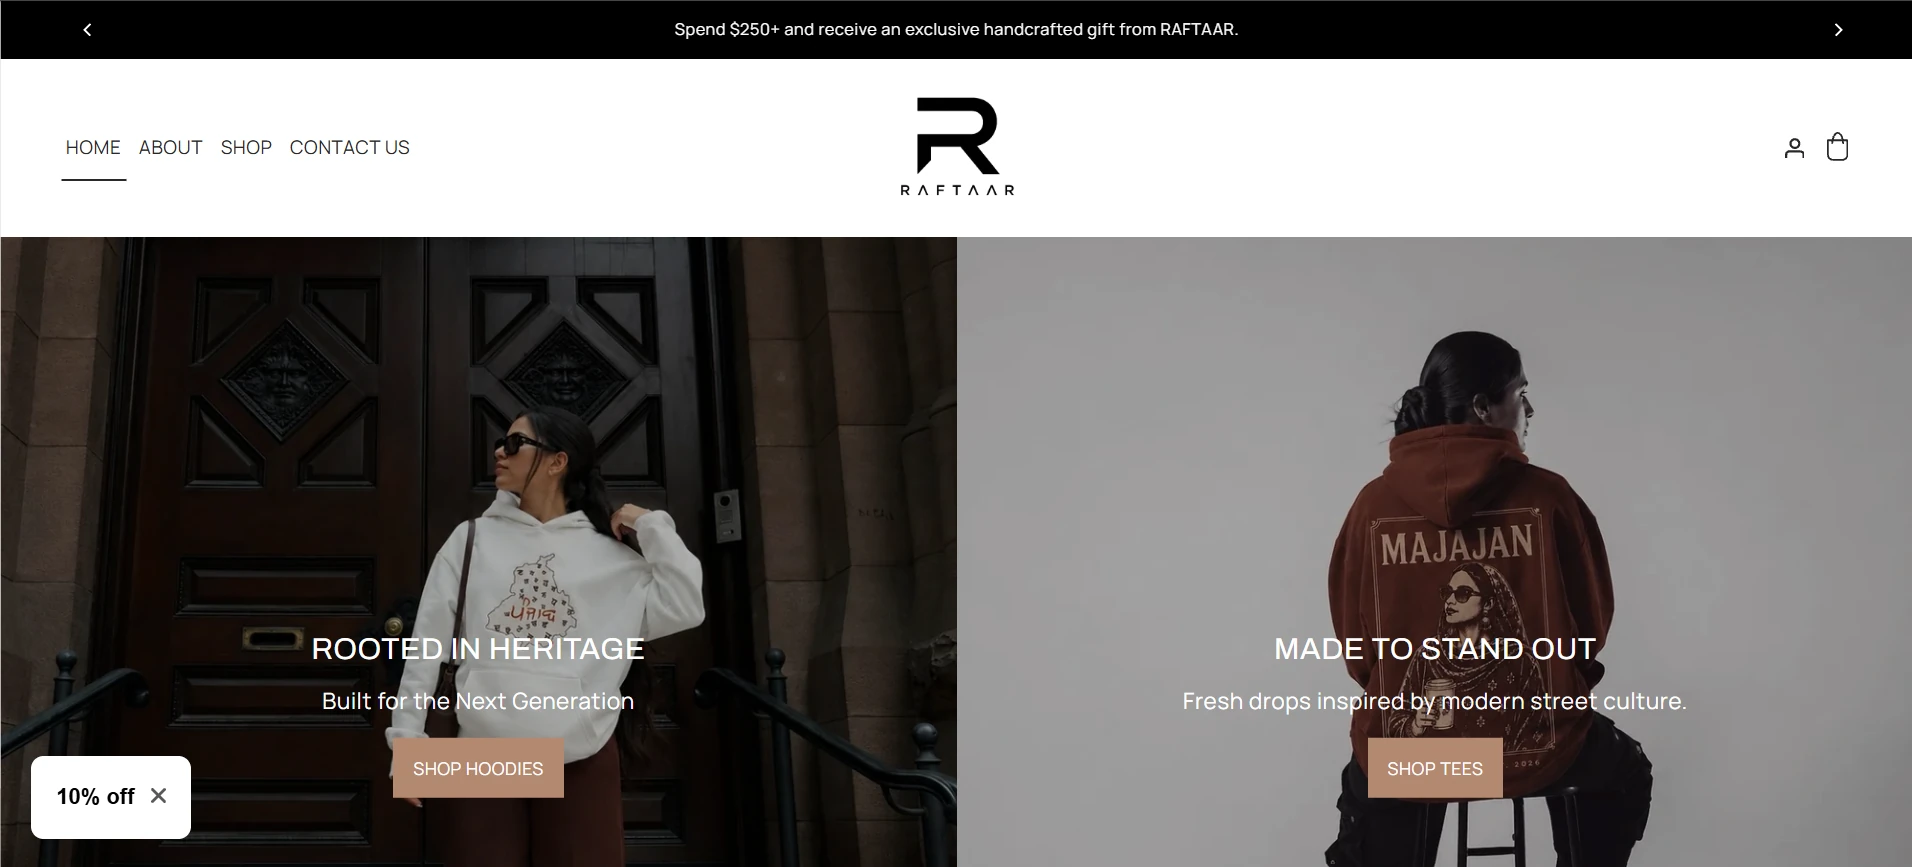 Spend $250+ and receive an exclusive handcrafted gift from RAFTAAR.
HOME ABOUT SHOP CONTACT US
RAFTAAR
ਪੰਜਾਬ
MAJAJAN
ROOTED IN HERITAGE
Built for the Next Generation
SHOP HOODIES
MADE TO STAND OUT
Fresh drops inspired by modern street culture.
2026
SHOP TEES
10% off